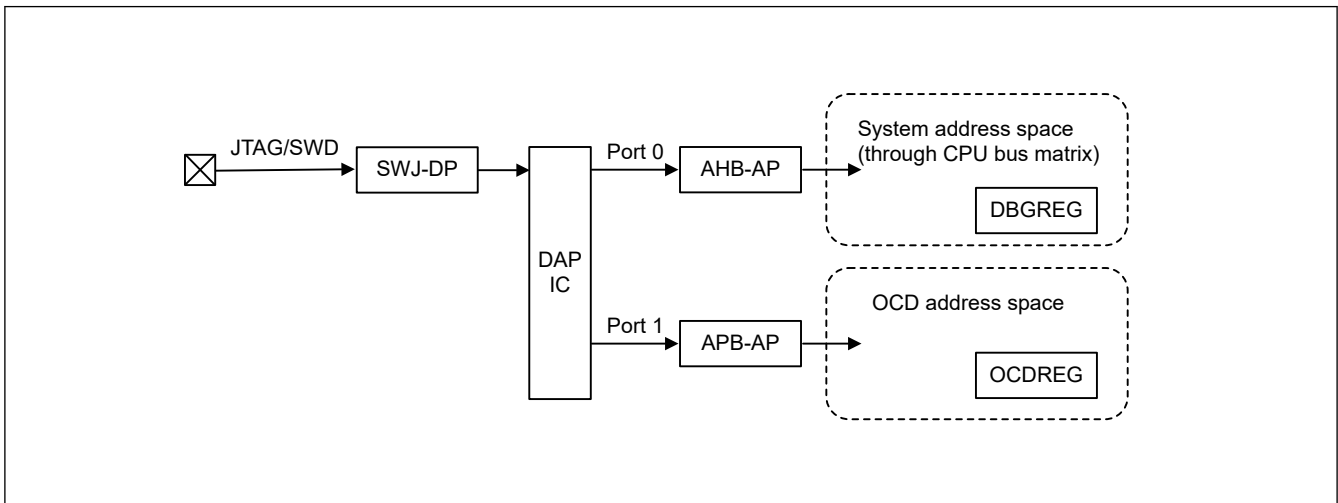 JTAG/SWD
SWJ-DP
DAP
IC
Port 0
AHB-AP
System address space
(through CPU bus matrix)
DBGREG
Port 1
APB-AP
OCD address space
OCDREG